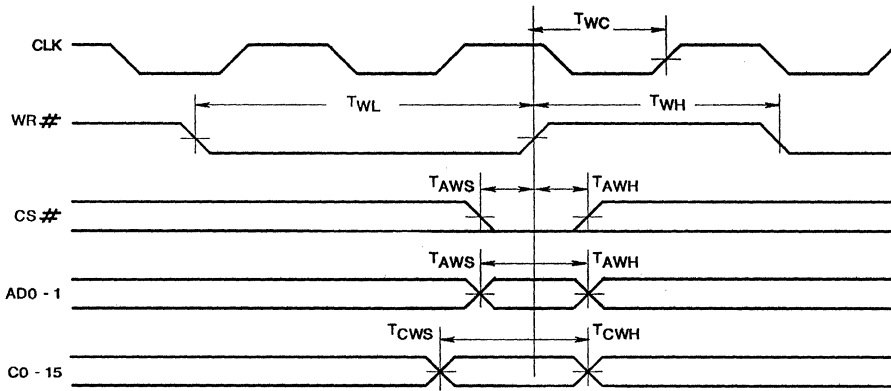 TWC
CLK
TWL TWH
WR#
TAWS TAWH
CS#
TAWS TAWH
AD0 - 1
TCWS TCWH
C0 - 15